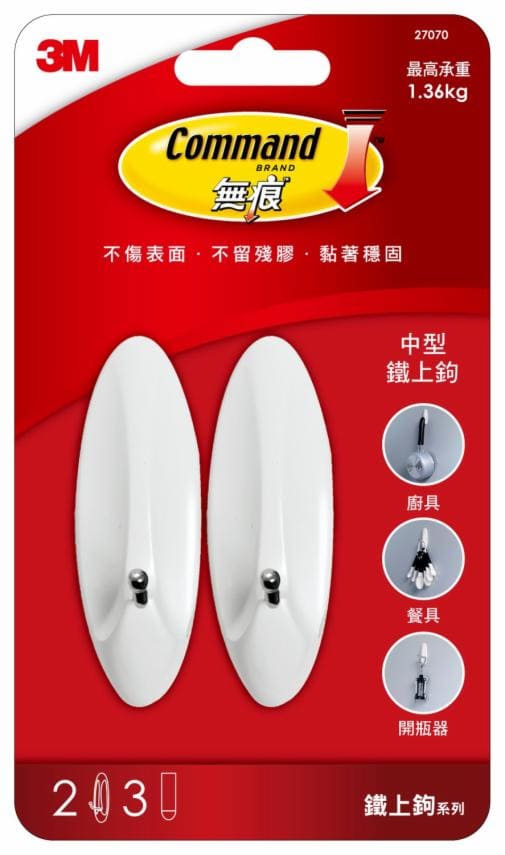 3M
27070
最高承重
1.36kg
Command
BRAND
無痕™
不傷表面·不留殘膠·黏著穩固
中型
鐵上鉤
廚具
餐具
開瓶器
2 3
鐵上鉤系列